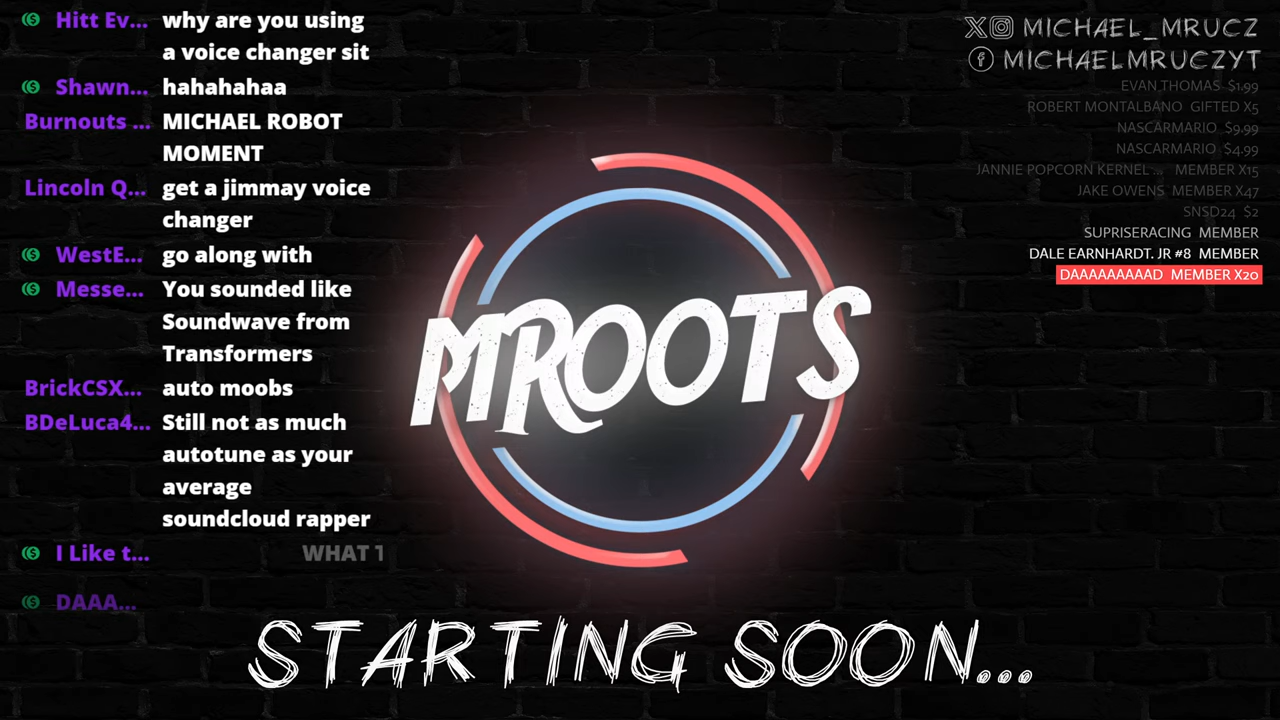 Hitt Ev... why are you using
a voice changer sit
Shawn... hahahahaa
Burnouts ... MICHAEL ROBOT
MOMENT
Lincoln Q... get a jimmay voice
changer
WestE... go along with
Messe... You sounded like
Soundwave from
Transformers
BrickCSX... auto moobs
BDeLuca4... Still not as much
autotune as your
average
soundcloud rapper
I Like t... WHAT 1
DAAA...
MROOTS
STARTING SOON...
MICHAEL_MRUCZ
MICHAELMRUCZYT
EVAN THOMAS $1.99
ROBERT MONTALBANO GIFTED X5
NASCARMARIO $9.99
NASCARMARIO $4.99
JANNIE POPCORN KERNEL ... MEMBER X15
JAKE OWENS MEMBER X47
SNSD24 $2
SUPRISERACING MEMBER
DALE EARNHARDT. JR #8 MEMBER
DAAAAAAAAAD MEMBER X20